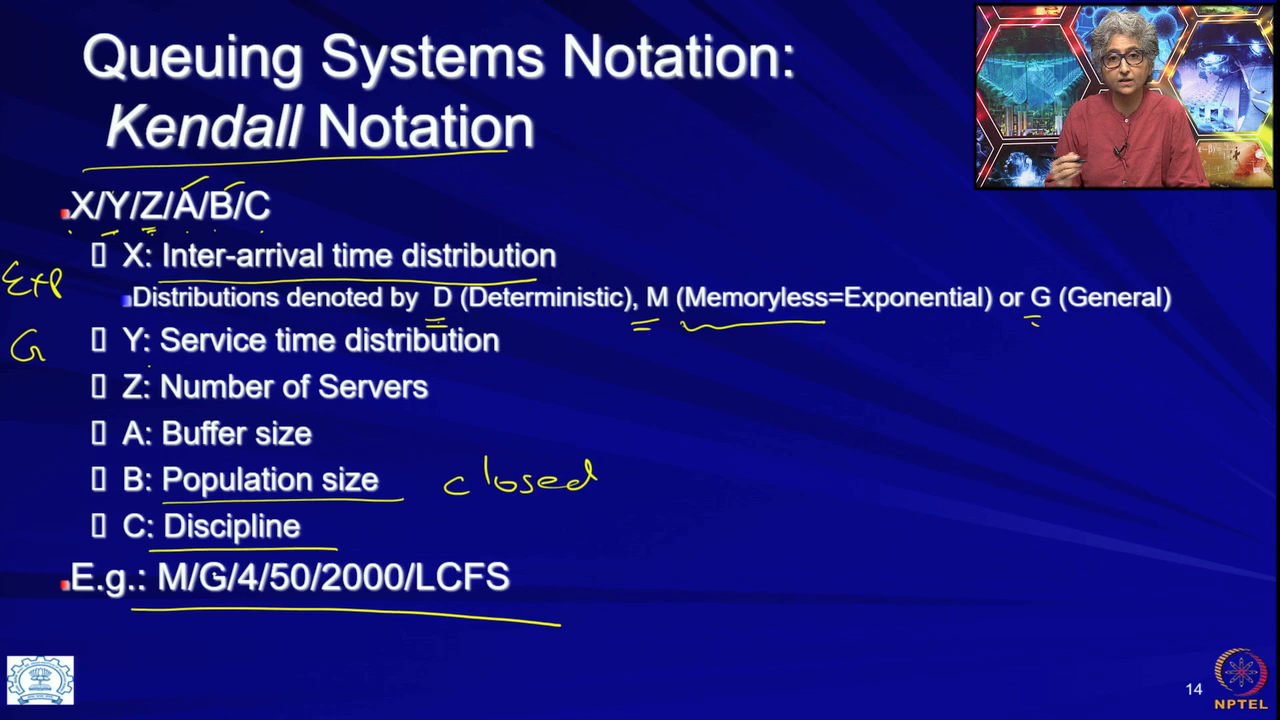 Queuing Systems Notation:
Kendall Notation
X/Y/Z/A/B/C
X: Inter-arrival time distribution
Exp
Distributions denoted by D (Deterministic), M (Memoryless=Exponential) or G (General)
G
Y: Service time distribution
Z: Number of Servers
A: Buffer size
B: Population size closed
C: Discipline
E.g.: M/G/4/50/2000/LCFS
14
NPTEL